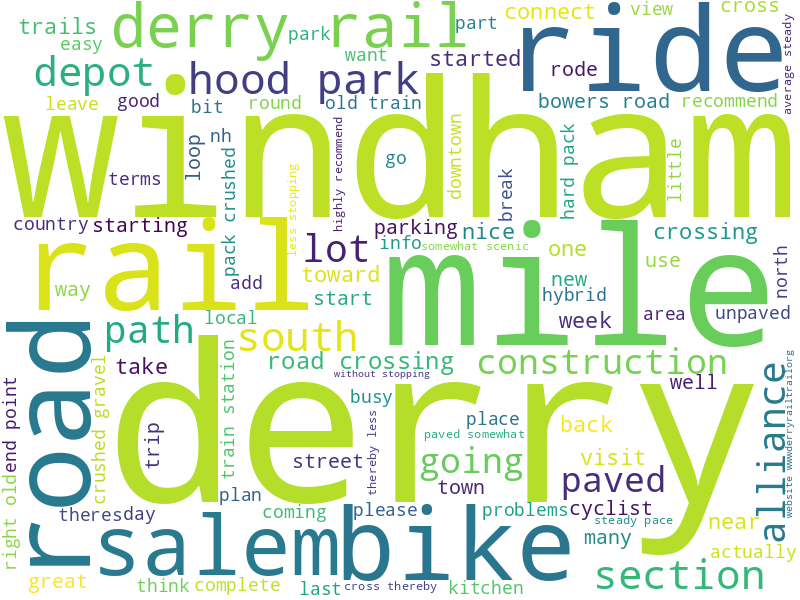 trails
derry rail
park
part
connect
view
cross
easy
want
started
ride
average steady
depot
hood park
rode
leave
good
bit
round
old train
bowers road
recommend
windham
loop
nh
terms
pack crushed
highly recommend
go
downtown
break
hard pack
little
less stopping
country
starting
parking
nice
crossing
rail
lot
info
somewhat scenic
one
use
north
way
add
toward
mile
new
hybrid
area
unpaved
start
week
local
path
south
road
road crossing
construction
take
without stopping
derry
well
alliance
website wwwderryrailtrailorg
right old
end point
crushed gravel
train station
trip
busy
place
back
paved somewhat
thereby less
street
going
visit
paved
plan
town
theres
day
coming
please
problems
cyclist
steady pace
near
salem
bike
many
actually
great
think
complete
last
cross thereby
kitchen
section